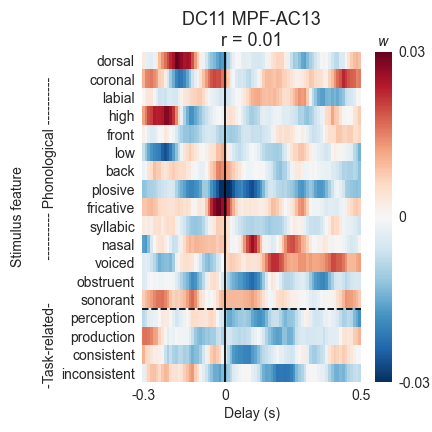 DC11 MPF-AC13
r = 0.01
w
Stimulus feature
---------- Phonological ----------
-Task-related-
dorsal
coronal
labial
high
front
low
back
plosive
fricative
syllabic
nasal
voiced
obstruent
sonorant
perception
production
consistent
inconsistent
0.03
0
-0.03
-0.3
0
0.5
Delay (s)